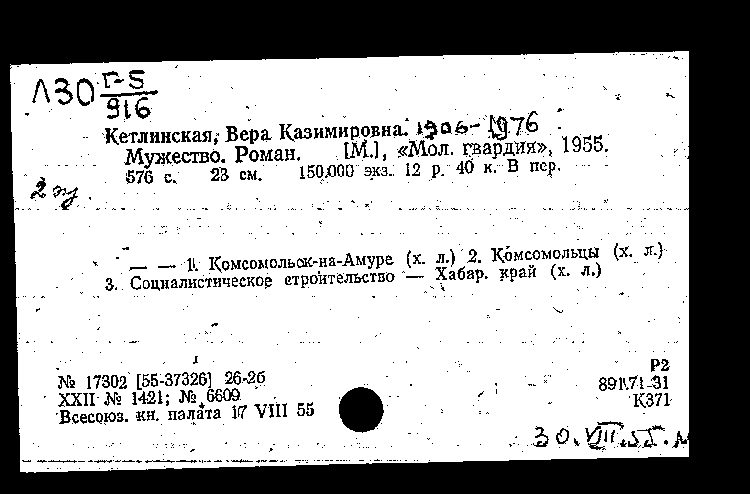 Л30 Г-5
916
Кетлинская, Вера Казимировна. 1906-1976
Мужество. Роман. [М.], «Мол. гвардия», 1955.
576 с. 23 см. 150.000 экз. 12 р. 40 к. В пер.
2 эк.
— — 1. Комсомольск-на-Амуре (х. л.) 2. Комсомольцы (х. л.)
3. Социалистическое строительство — Хабар. край (х. л.)
1
№ 17302 [55-37326] 26-26
Р2
XXII № 1421; № 6609
891.71-31
Всесоюз. кн. палата 17 VIII 55
К371
30.VIII.55.